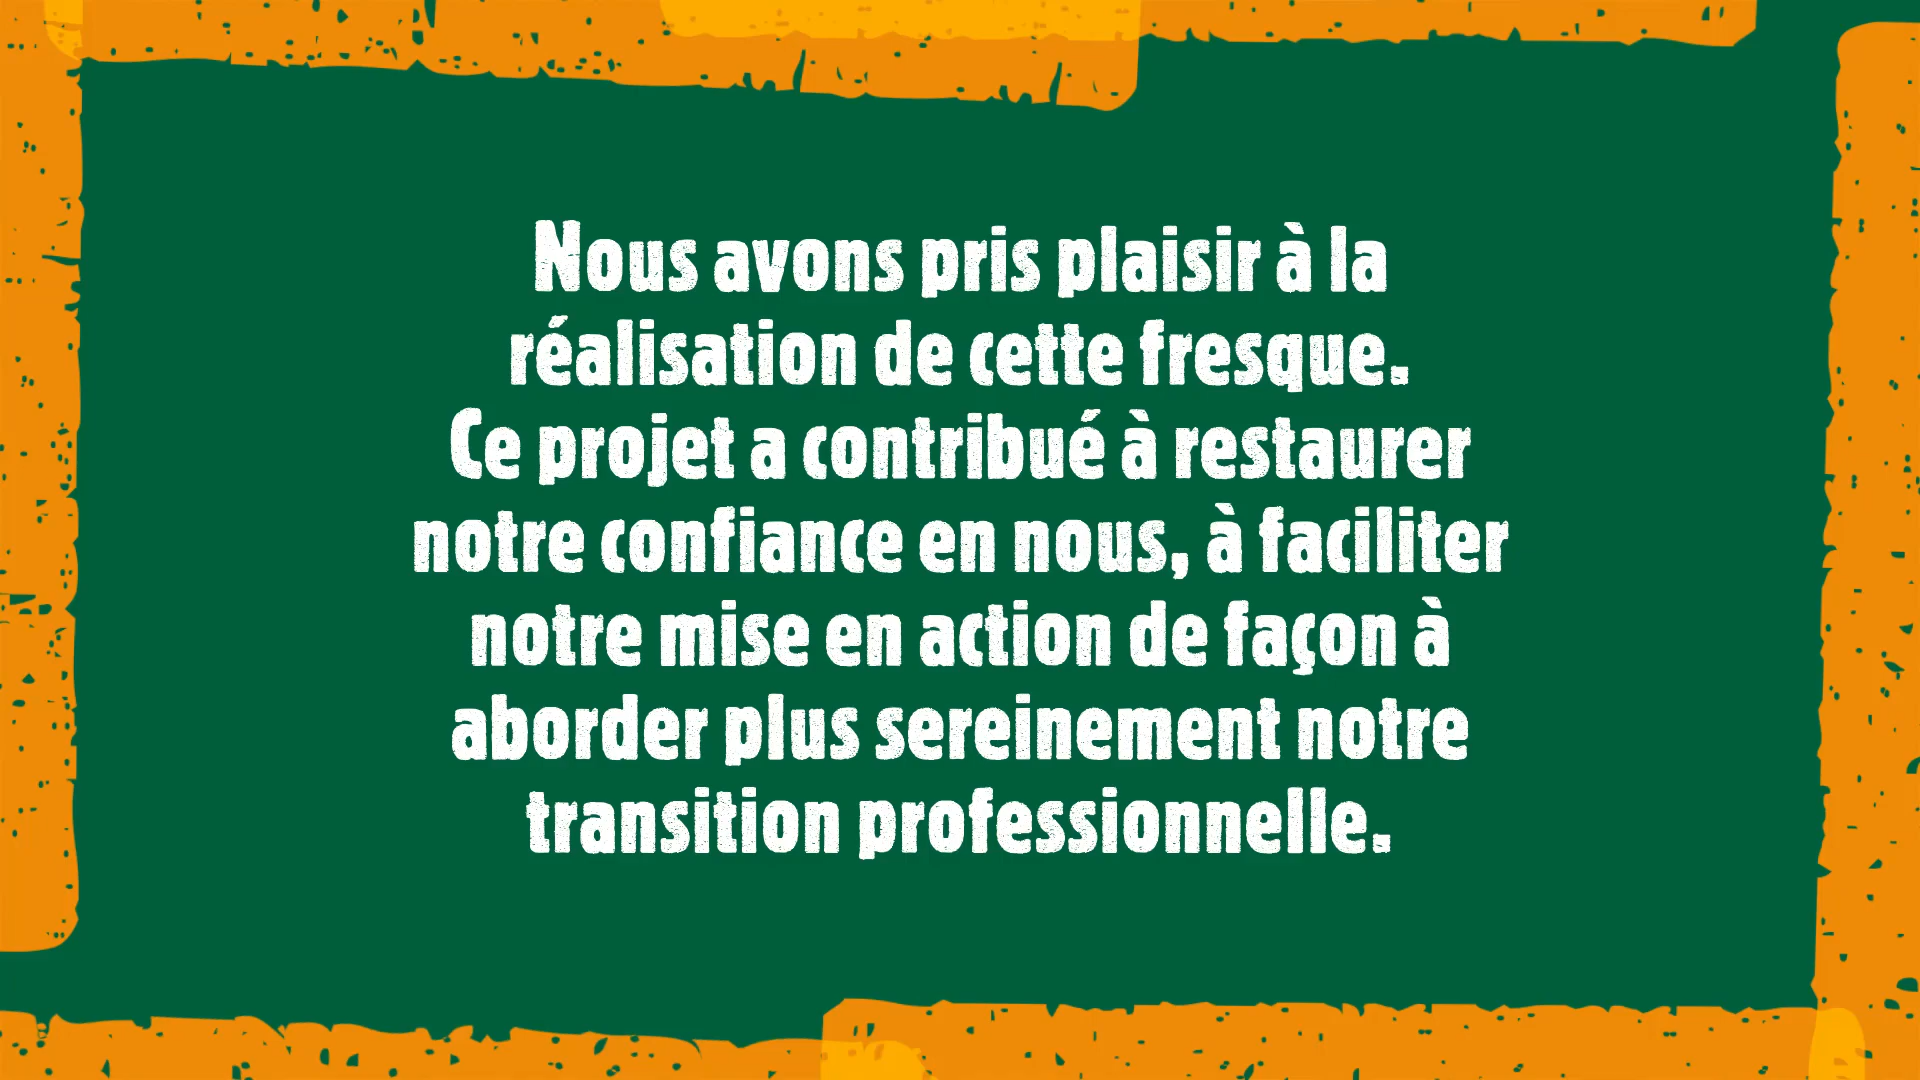 Nous avons pris plaisir à la
réalisation de cette fresque.
Ce projet a contribué à restaurer
notre confiance en nous, à faciliter
notre mise en action de façon à
aborder plus sereinement notre
transition professionnelle.